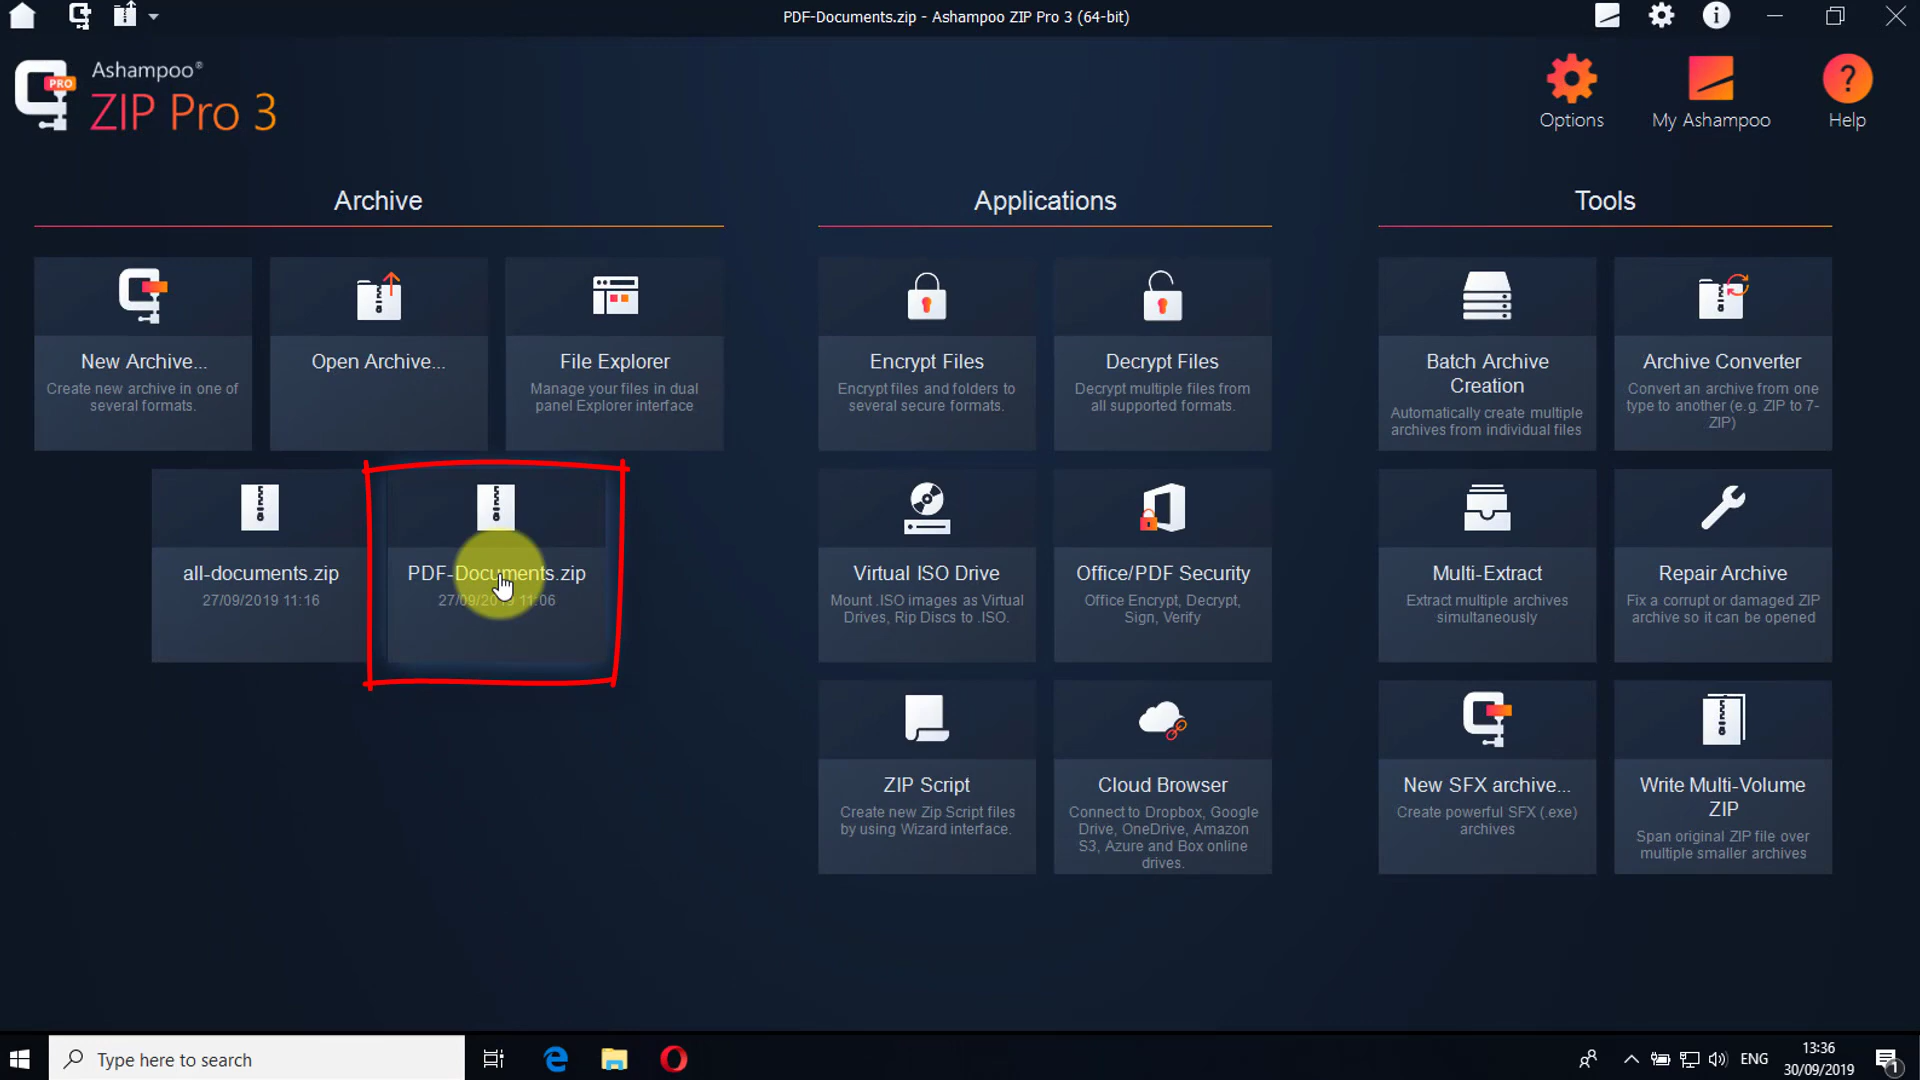 PDF-Documents.zip - Ashampoo ZIP Pro 3 (64-bit)
PRO
Ashampoo®
ZIP Pro 3
Options
My Ashampoo
Help
Archive
New Archive...
Create new archive in one of
several formats.
Open Archive...
File Explorer
Manage your files in dual
panel Explorer interface
all-documents.zip
27/09/2019 11:16
PDF-Documents.zip
27/09/2019 11:06
Applications
Encrypt Files
Encrypt files and folders to
several secure formats.
Decrypt Files
Decrypt multiple files from
all supported formats.
Virtual ISO Drive
Mount .ISO images as Virtual
Drives, Rip Discs to .ISO.
Office/PDF Security
Office Encrypt, Decrypt,
Sign, Verify
ZIP Script
Create new Zip Script files
by using Wizard interface.
Cloud Browser
Connect to Dropbox, Google
Drive, OneDrive, Amazon
S3, Azure and Box online
drives.
Tools
Batch Archive
Creation
Automatically create multiple
archives from individual files
Archive Converter
Convert an archive from one
type to another (e.g. ZIP to 7-
ZIP)
Multi-Extract
Extract multiple archives
simultaneously
Repair Archive
Fix a corrupt or damaged ZIP
archive so it can be opened
New SFX archive...
Create powerful SFX (.exe)
archives
Write Multi-Volume
ZIP
Span original ZIP file over
multiple smaller archives
Type here to search
ENG
13:36
30/09/2019
1